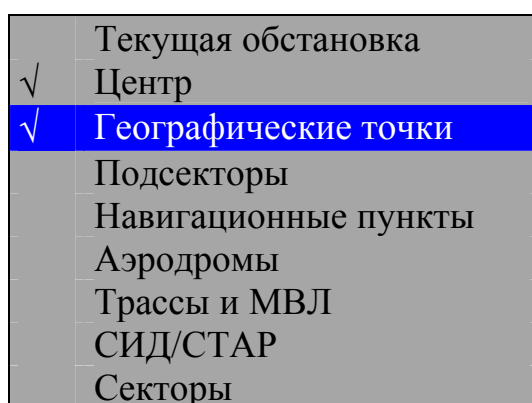 Текущая обстановка
√ Центр
√ Географические точки
Подсекторы
Навигационные пункты
Аэродромы
Трассы и МВЛ
СИД/СТАР
Секторы